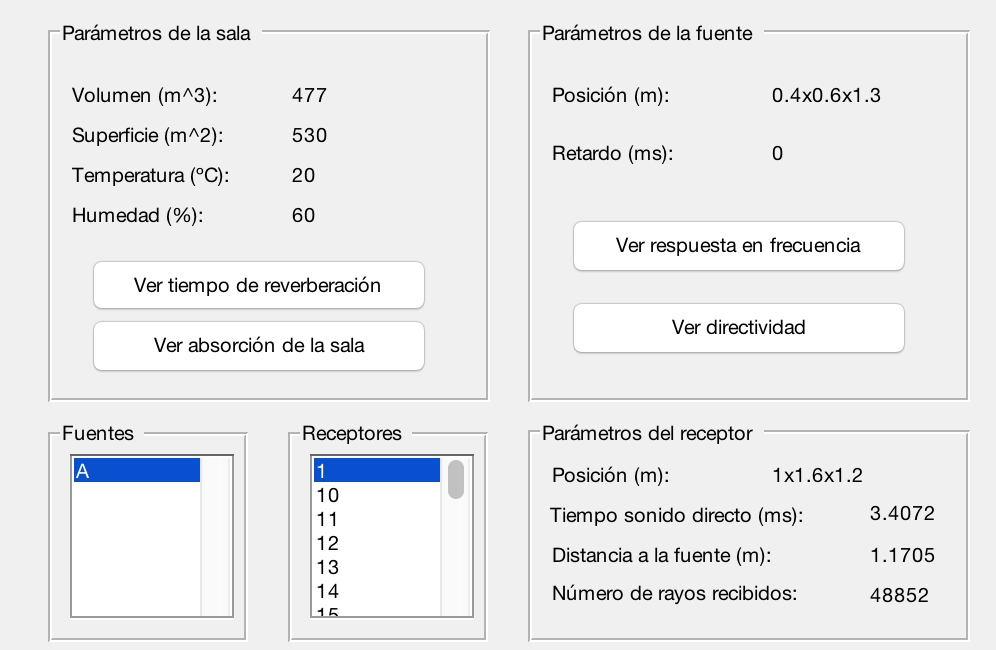 Parámetros de la sala
Volumen (m^3): 477
Superficie (m^2): 530
Temperatura (ºC): 20
Humedad (%): 60
Ver tiempo de reverberación
Ver absorción de la sala
Parámetros de la fuente
Posición (m): 0.4x0.6x1.3
Retardo (ms): 0
Ver respuesta en frecuencia
Ver directividad
Fuentes
A
Receptores
1
10
11
12
13
14
15
Parámetros del receptor
Posición (m): 1x1.6x1.2
Tiempo sonido directo (ms): 3.4072
Distancia a la fuente (m): 1.1705
Número de rayos recibidos: 48852